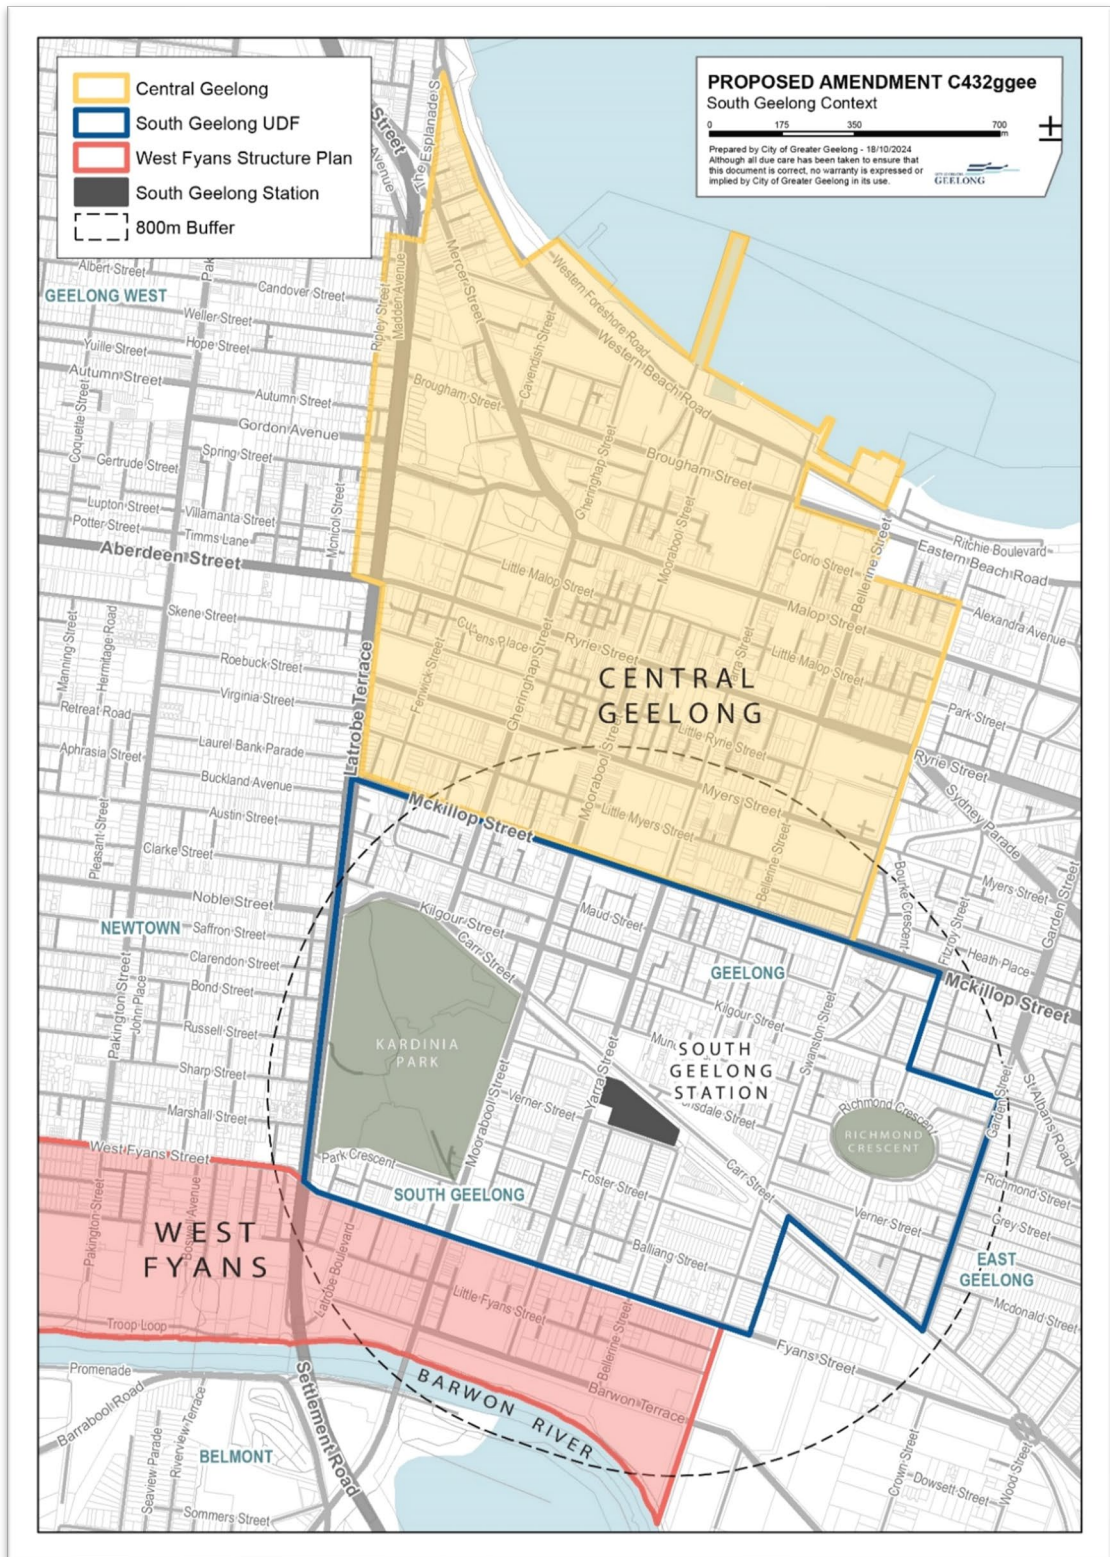 Central Geelong
South Geelong UDF
West Fyans Structure Plan
South Geelong Station
800m Buffer
PROPOSED AMENDMENT C432ggee
South Geelong Context
0 175 350 700
m
Prepared by City of Greater Geelong - 18/10/2024
Although all due care has been taken to ensure that
this document is correct, no warranty is expressed or
implied by City of Greater Geelong in its use.
GEELONG
Street
Avenue
The Esplanade S
Albert Street
Pak
Candover Street
GEELONG WEST
Weller Street
Hope Street
Yuille Street
Autumn Street
Autumn Street
Coquette Street
Gordon Avenue
Spring Street
Gertrude Street
Lupton Street
Villamanta Street
Potter Street
Timms Lane
Mcnicol Street
Aberdeen Street
Ripley Street
Madden Avenue
Mercer Street
Western Foreshore Road
Western Beach Road
Cavendish Street
Brougham Street
Brougham Street
Gheringhap Street
Moorabool Street
Corio Street
Bellerine Street
Ritchie Boulevard
Eastern Beach Road
Little Malop Street
Malop Street
Alexandra Avenue
Skene Street
Manning Street
Hermitage Road
Roebuck Street
Virginia Street
Retreat Road
Laurel Bank Parade
Aphrasia Street
Buckland Avenue
Latrobe Terrace
Fenwick Street
Gheringhap Street
Ryrie Street
Little Malop Street
Park Street
CENTRAL
GEELONG
Little Ryrie Street
Ryrie Street
Moorabool Street
Myers Street
Sydney Parade
Little Myers Street
Bellerine Street
Mckillop Street
Austin Street
Pleasant Street
Clarke Street
Noble Street
NEWTOWN
Saffron Street
Clarendon Street
Bond Street
Pakington Street
John Place
Russell Street
Sharp Street
Marshall Street
Kilgour Street
Carr Street
Maud Street
GEELONG
Bourke Crescent
Fitzroy Street
Myers Street
Garden Street
Heath Place
Mckillop Street
KARDINIA
PARK
Kilgour Street
Swanston Street
SOUTH
GEELONG
STATION
Yarra Street
Verner Street
Moorabool Street
Richmond Crescent
RICHMOND
CRESCENT
Garden Street
St Albans Road
West Fyans Street
Park Crescent
SOUTH GEELONG
Foster Street
Carr Street
Verner Street
Richmond Street
Grey Street
Balliang Street
EAST
GEELONG
Mcdonald Street
WEST
FYANS
Pakington Street
Boswell Avenue
Latrobe Boulevard
Little Fyans Street
Bellerine Street
Fyans Street
Troop Loop
Promenade
Barrabool Road
Settlement Road
BARWON RIVER
Barwon Terrace
Riverview Terrace
Seaview Parade
BELMONT
Sommers Street
Crown Street
Dowsett Street
Wood Street